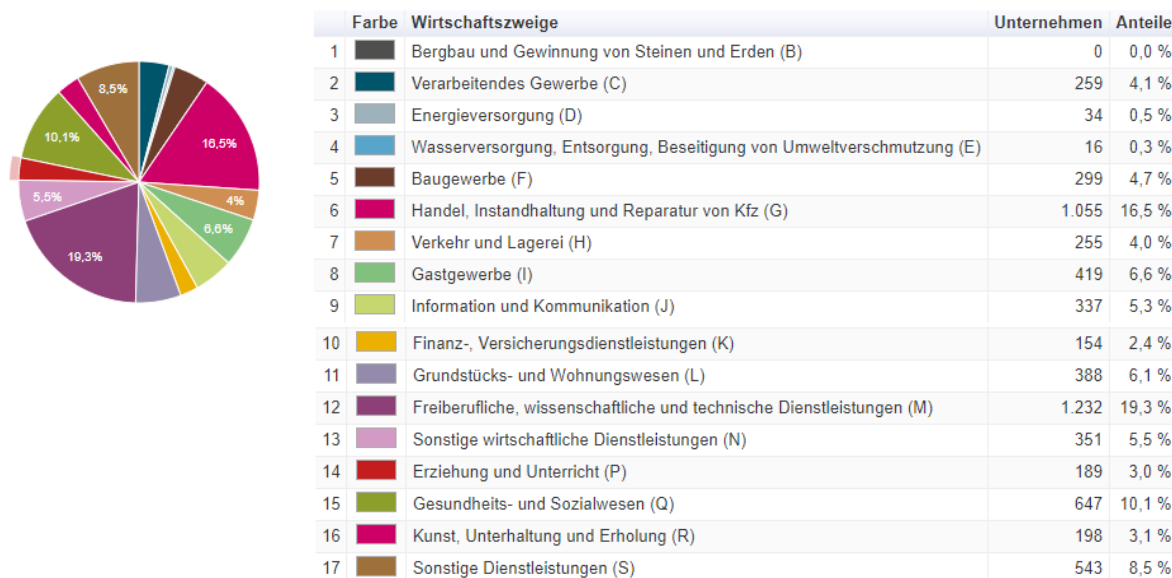 Farbe Wirtschaftszweige Unternehmen Anteile
1 Bergbau und Gewinnung von Steinen und Erden (B) 0 0,0 %
2 Verarbeitendes Gewerbe (C) 259 4,1 %
3 Energieversorgung (D) 34 0,5 %
4 Wasserversorgung, Entsorgung, Beseitigung von Umweltverschmutzung (E) 16 0,3 %
5 Baugewerbe (F) 299 4,7 %
6 Handel, Instandhaltung und Reparatur von Kfz (G) 1.055 16,5 %
7 Verkehr und Lagerei (H) 255 4,0 %
8 Gastgewerbe (I) 419 6,6 %
9 Information und Kommunikation (J) 337 5,3 %
10 Finanz-, Versicherungsdienstleistungen (K) 154 2,4 %
11 Grundstücks- und Wohnungswesen (L) 388 6,1 %
12 Freiberufliche, wissenschaftliche und technische Dienstleistungen (M) 1.232 19,3 %
13 Sonstige wirtschaftliche Dienstleistungen (N) 351 5,5 %
14 Erziehung und Unterricht (P) 189 3,0 %
15 Gesundheits- und Sozialwesen (Q) 647 10,1 %
16 Kunst, Unterhaltung und Erholung (R) 198 3,1 %
17 Sonstige Dienstleistungen (S) 543 8,5 %
8,5%
16,5%
10,1%
5,5%
4%
6,6%
19,3%